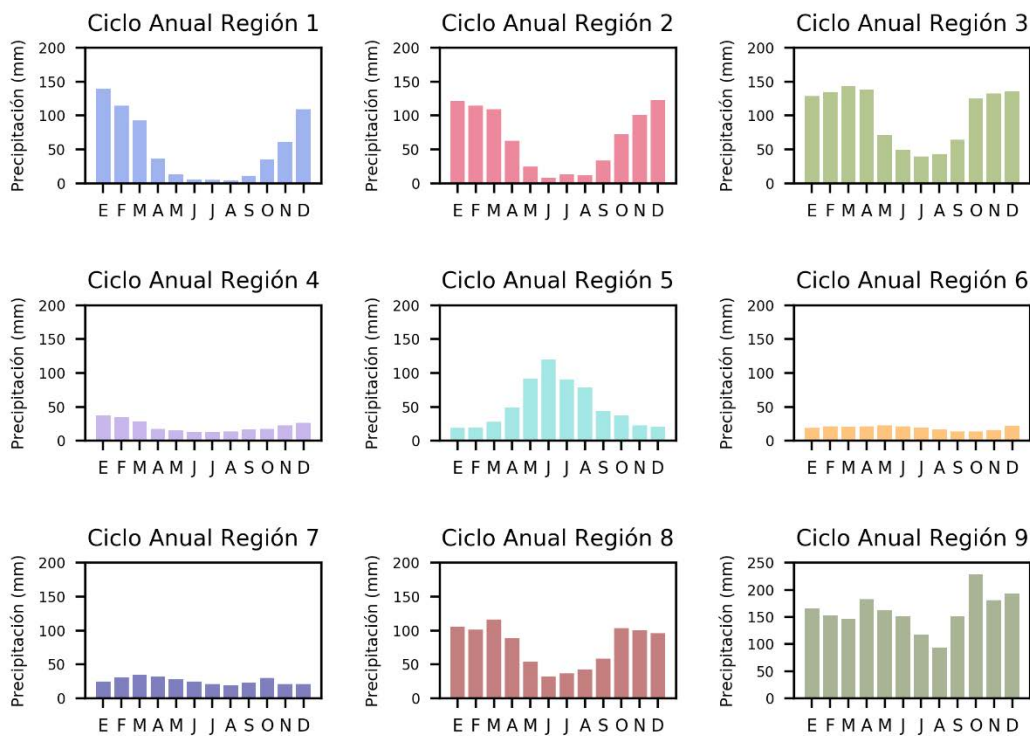 Ciclo Anual Región 1
Precipitación (mm)
200
150
100
50
0
E F M A M J J A S O N D
Ciclo Anual Región 2
Precipitación (mm)
200
150
100
50
0
E F M A M J J A S O N D
Ciclo Anual Región 3
Precipitación (mm)
200
150
100
50
0
E F M A M J J A S O N D
Ciclo Anual Región 4
Precipitación (mm)
200
150
100
50
0
E F M A M J J A S O N D
Ciclo Anual Región 5
Precipitación (mm)
200
150
100
50
0
E F M A M J J A S O N D
Ciclo Anual Región 6
Precipitación (mm)
200
150
100
50
0
E F M A M J J A S O N D
Ciclo Anual Región 7
Precipitación (mm)
200
150
100
50
0
E F M A M J J A S O N D
Ciclo Anual Región 8
Precipitación (mm)
200
150
100
50
0
E F M A M J J A S O N D
Ciclo Anual Región 9
Precipitación (mm)
250
200
150
100
50
0
E F M A M J J A S O N D